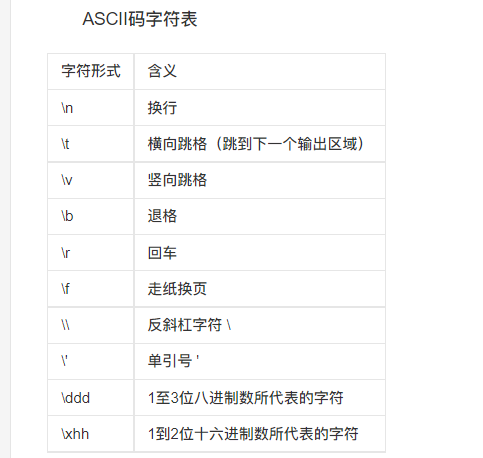 ASCII码字符表
字符形式 含义
\n 换行
\t 横向跳格（跳到下一个输出区域）
\v 竖向跳格
\b 退格
\r 回车
\f 走纸换页
\\ 反斜杠字符 \
\' 单引号 '
\ddd 1至3位八进制数所代表的字符
\xhh 1到2位十六进制数所代表的字符